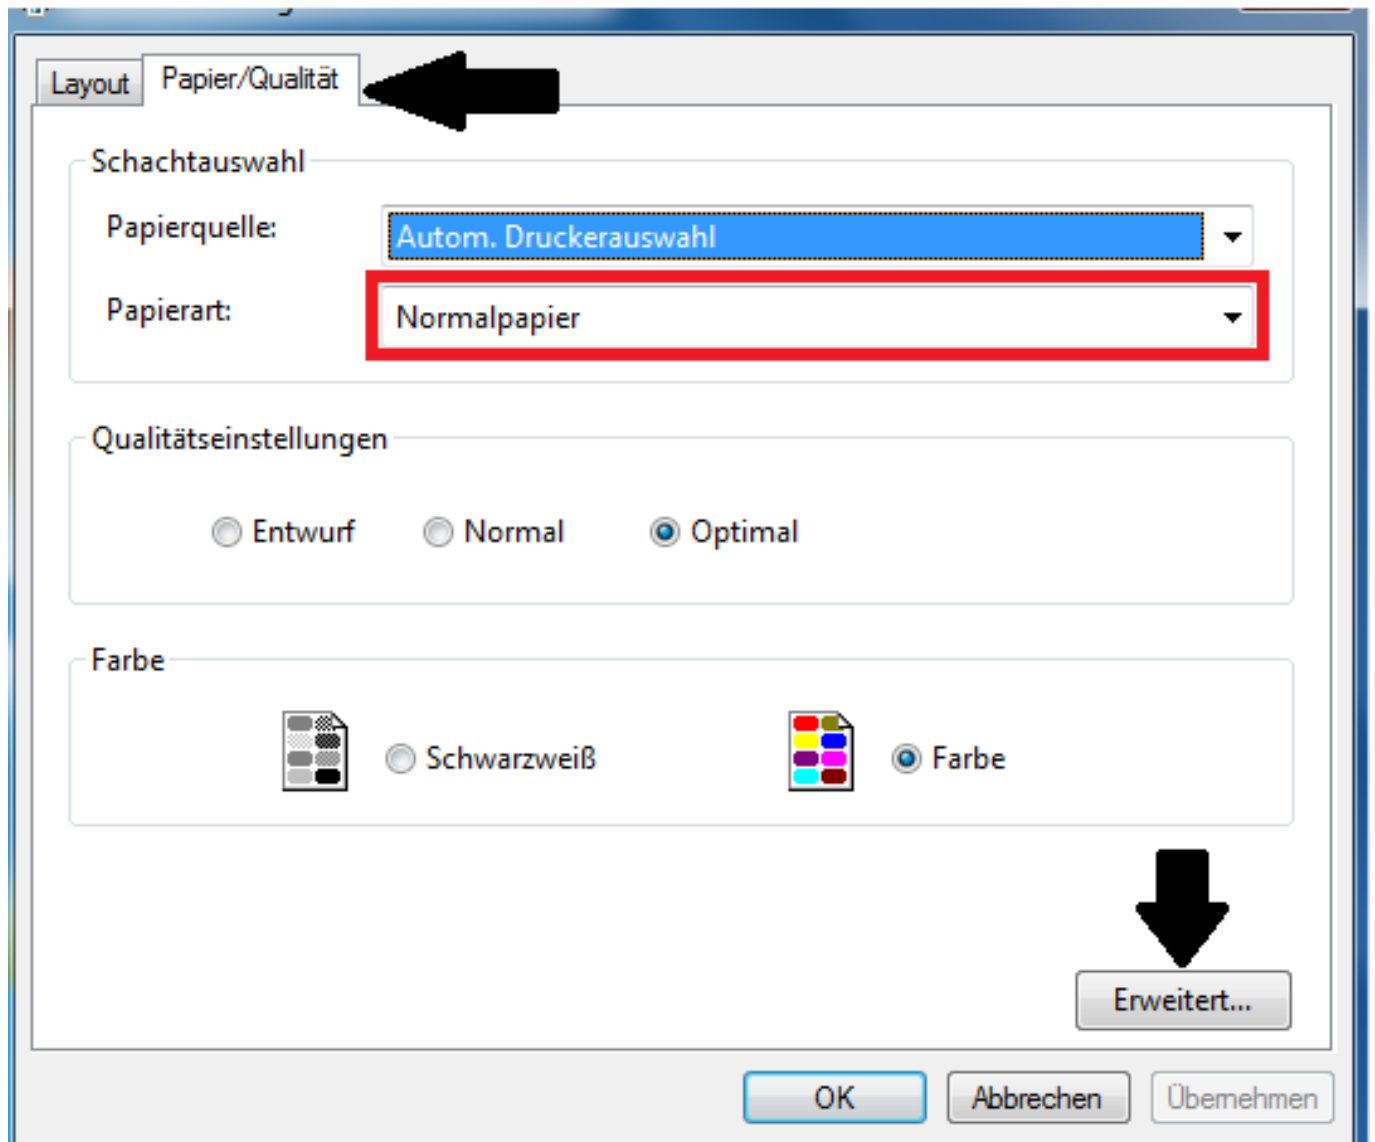 Layout
Papier/Qualität
Schachtauswahl
Papierquelle:
Autom. Druckerauswahl
Papierart:
Normalpapier
Qualitätseinstellungen
Entwurf
Normal
Optimal
Farbe
Schwarzweiß
Farbe
Erweitert...
OK
Abbrechen
Übernehmen